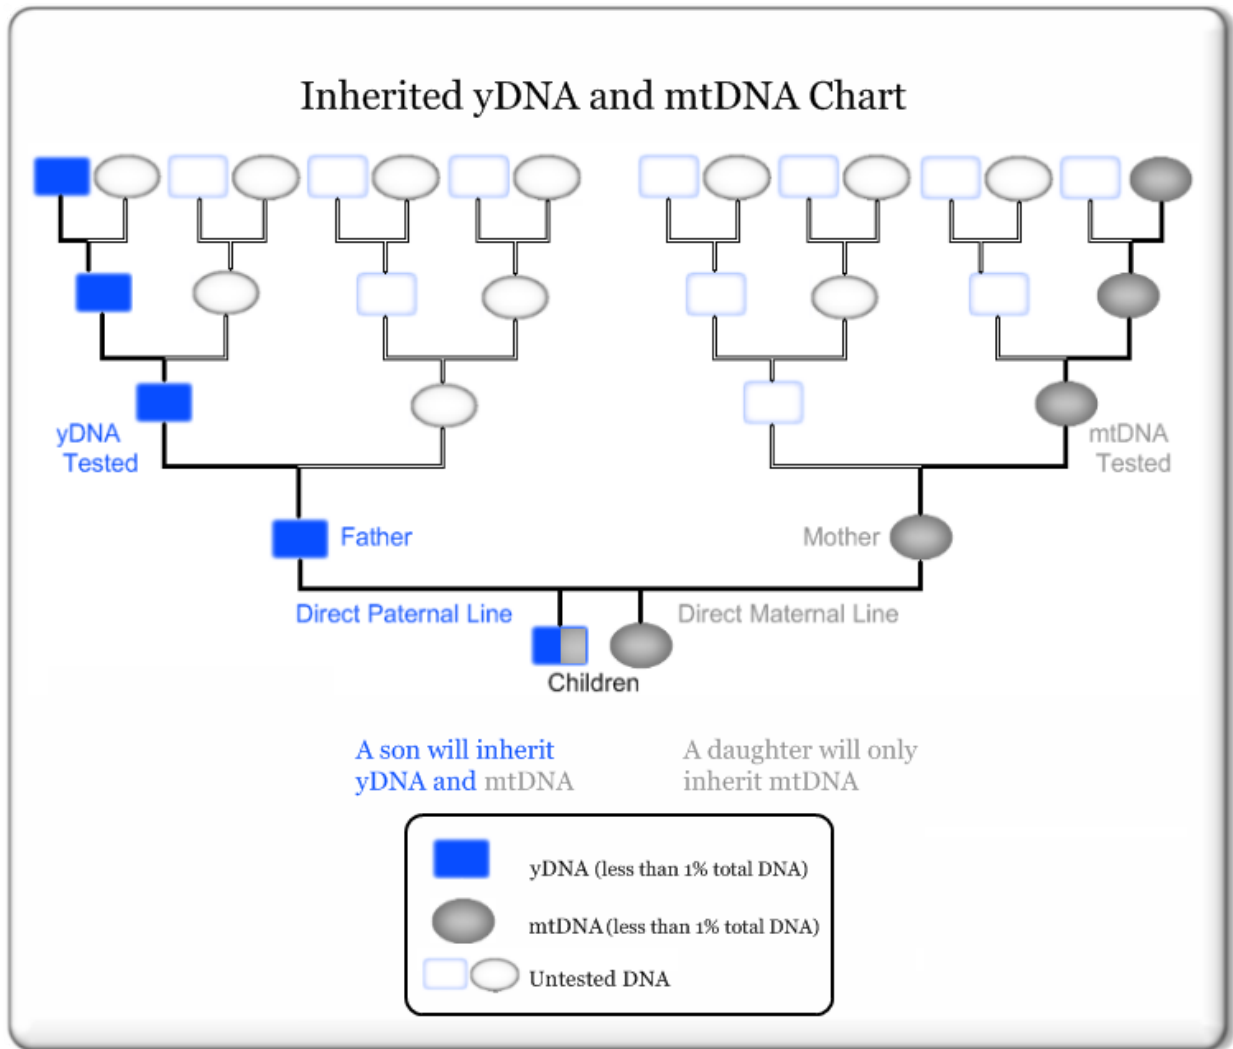 Inherited yDNA and mtDNA Chart
yDNA
Tested
mtDNA
Tested
Father
Mother
Direct Paternal Line
Direct Maternal Line
Children
A son will inherit
yDNA and mtDNA
A daughter will only
inherit mtDNA
yDNA (less than 1% total DNA)
mtDNA (less than 1% total DNA)
Untested DNA